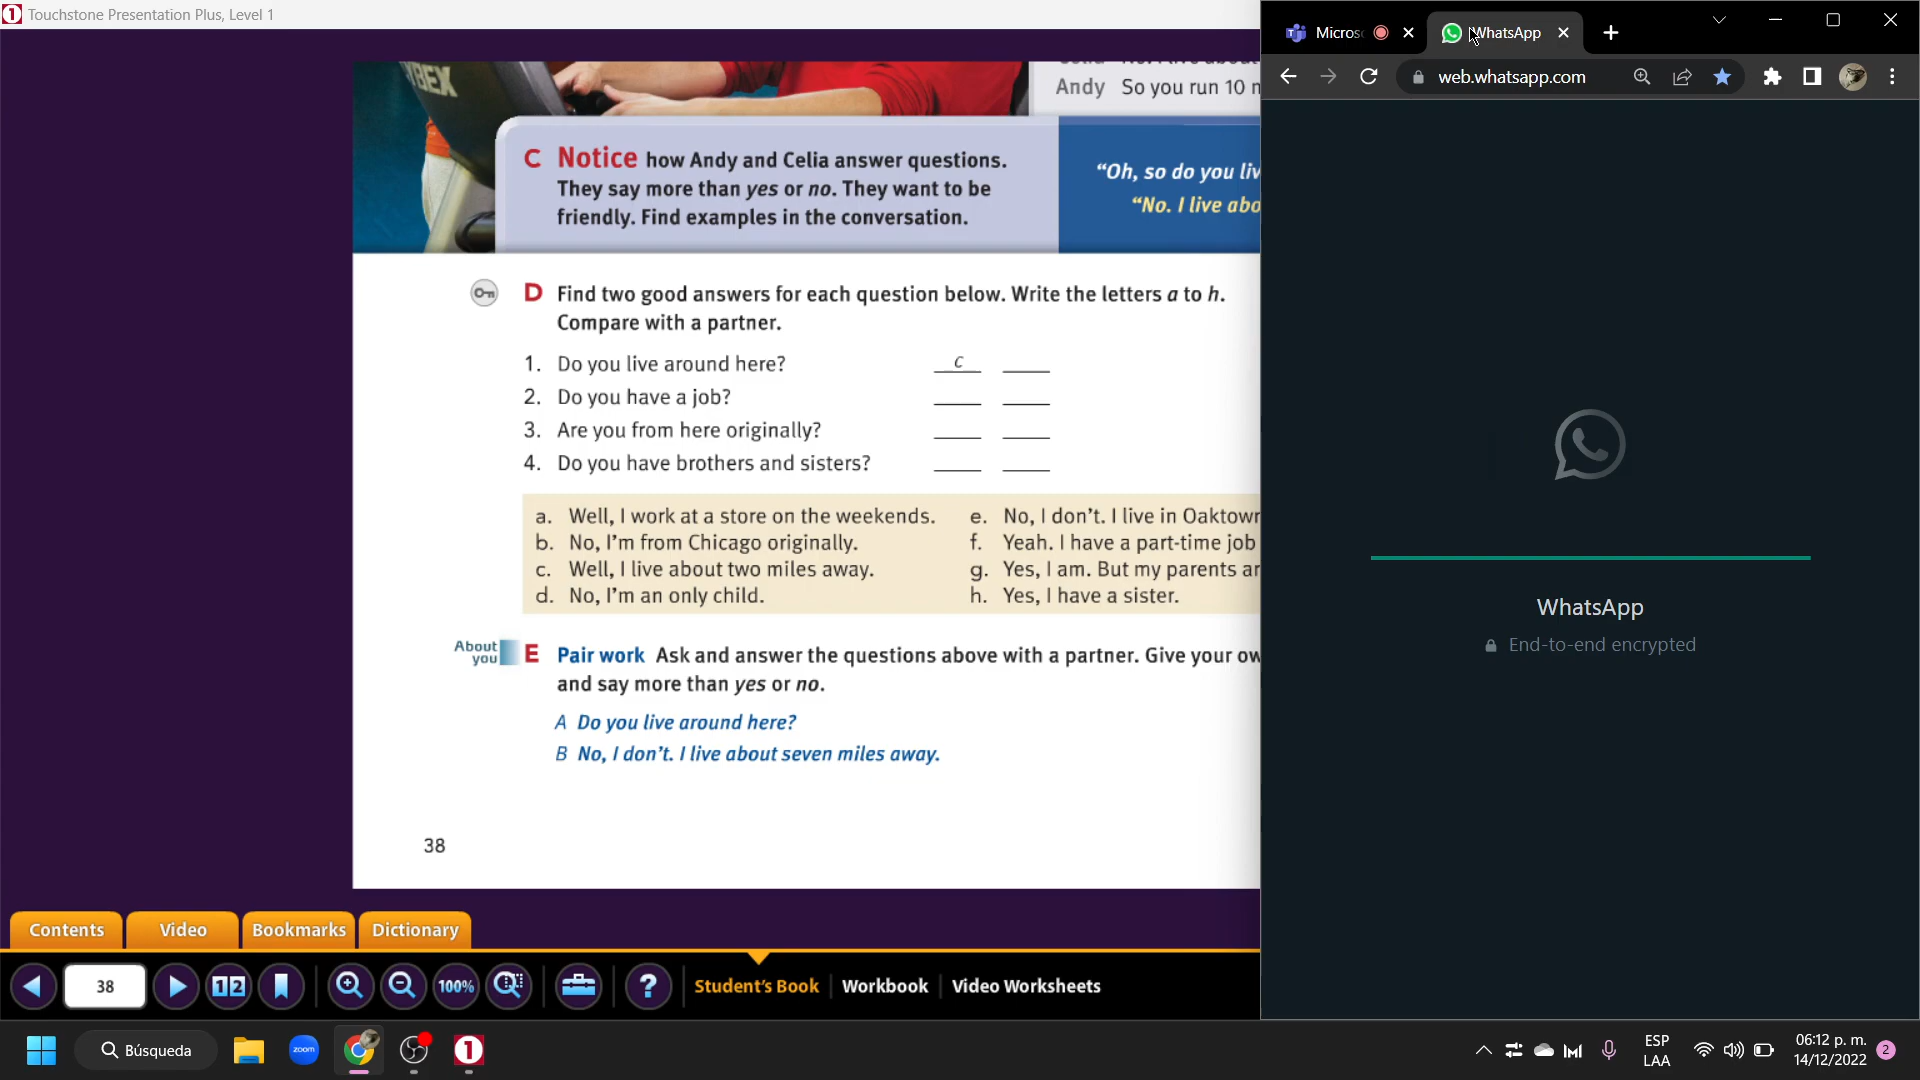 Touchstone Presentation Plus, Level 1
YBEX
Andy So you run 10 m
C Notice how Andy and Celia answer questions.
They say more than yes or no. They want to be
friendly. Find examples in the conversation.
"Oh, so do you liv
"No. I live abo
D Find two good answers for each question below. Write the letters a to h.
Compare with a partner.
1. Do you live around here? c
2. Do you have a job?
3. Are you from here originally?
4. Do you have brothers and sisters?
a. Well, I work at a store on the weekends.
b. No, I'm from Chicago originally.
c. Well, I live about two miles away.
d. No, I'm an only child.
e. No, I don't. I live in Oaktown
f. Yeah. I have a part-time job
g. Yes, I am. But my parents ar
h. Yes, I have a sister.
About you
E Pair work Ask and answer the questions above with a partner. Give your ow
and say more than yes or no.
A Do you live around here?
B No, I don't. I live about seven miles away.
38
Contents Video Bookmarks Dictionary
38 12 100% ? Student's Book Workbook Video Worksheets
Micros WhatsApp
web.whatsapp.com
WhatsApp
End-to-end encrypted
Búsqueda zoom 1
ESP
LAA
06:12 p. m.
14/12/2022
2